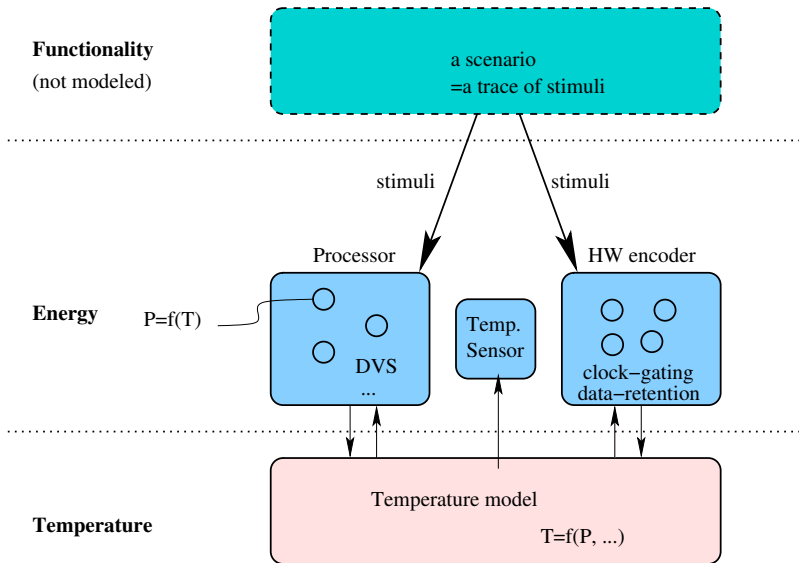 Functionality
(not modeled)
a scenario
=a trace of stimuli
stimuli
stimuli
Processor
HW encoder
Energy
P=f(T)
DVS
...
Temp.
Sensor
clock−gating
data−retention
Temperature model
T=f(P, ...)
Temperature